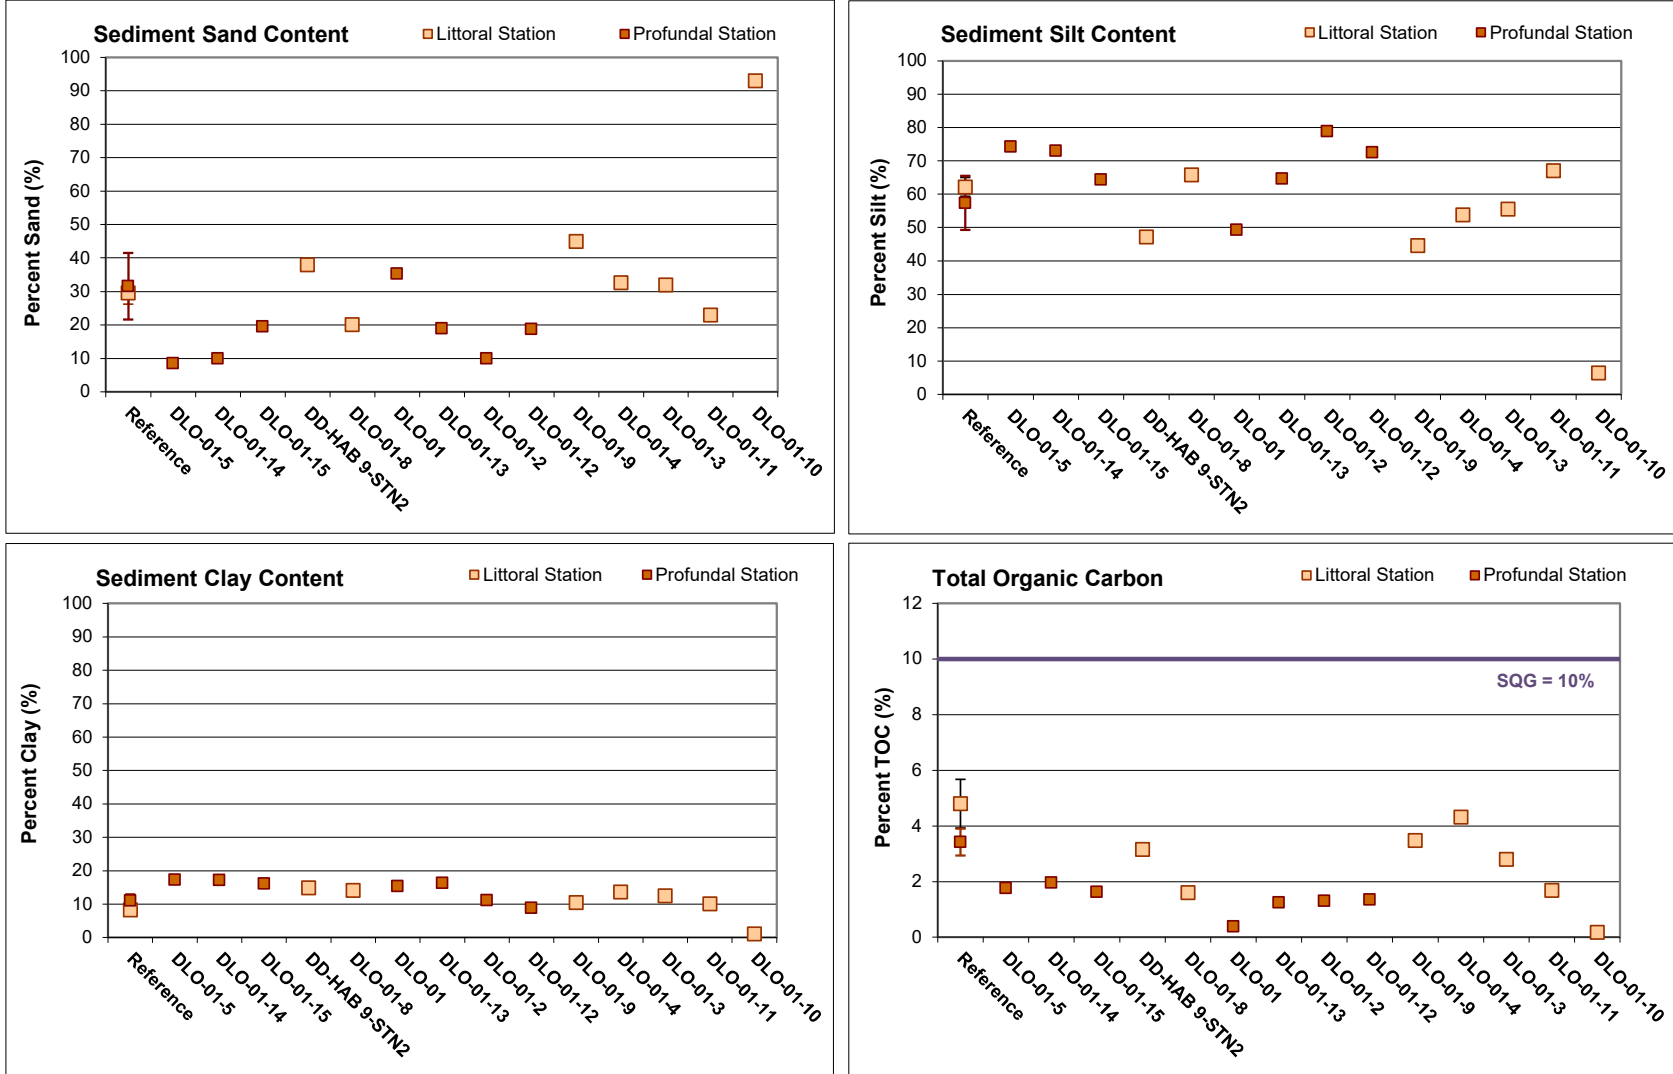 Sediment Sand Content
Littoral Station
Profundal Station
Percent Sand (%)
100
90
80
70
60
50
40
30
20
10
0
Reference
DLO-01-5
DLO-01-14
DLO-01-15
DD-HAB 9-STN2
DLO-01-8
DLO-01
DLO-01-13
DLO-01-2
DLO-01-12
DLO-01-9
DLO-01-4
DLO-01-3
DLO-01-11
DLO-01-10
Sediment Silt Content
Littoral Station
Profundal Station
Percent Silt (%)
100
90
80
70
60
50
40
30
20
10
0
Reference
DLO-01-5
DLO-01-14
DLO-01-15
DD-HAB 9-STN2
DLO-01-8
DLO-01
DLO-01-13
DLO-01-2
DLO-01-12
DLO-01-9
DLO-01-4
DLO-01-3
DLO-01-11
DLO-01-10
Sediment Clay Content
Littoral Station
Profundal Station
Percent Clay (%)
100
90
80
70
60
50
40
30
20
10
0
Reference
DLO-01-5
DLO-01-14
DLO-01-15
DD-HAB 9-STN2
DLO-01-8
DLO-01
DLO-01-13
DLO-01-2
DLO-01-12
DLO-01-9
DLO-01-4
DLO-01-3
DLO-01-11
DLO-01-10
Total Organic Carbon
Littoral Station
Profundal Station
Percent TOC (%)
12
10
8
6
4
2
0
SQG = 10%
Reference
DLO-01-5
DLO-01-14
DLO-01-15
DD-HAB 9-STN2
DLO-01-8
DLO-01
DLO-01-13
DLO-01-2
DLO-01-12
DLO-01-9
DLO-01-4
DLO-01-3
DLO-01-11
DLO-01-10